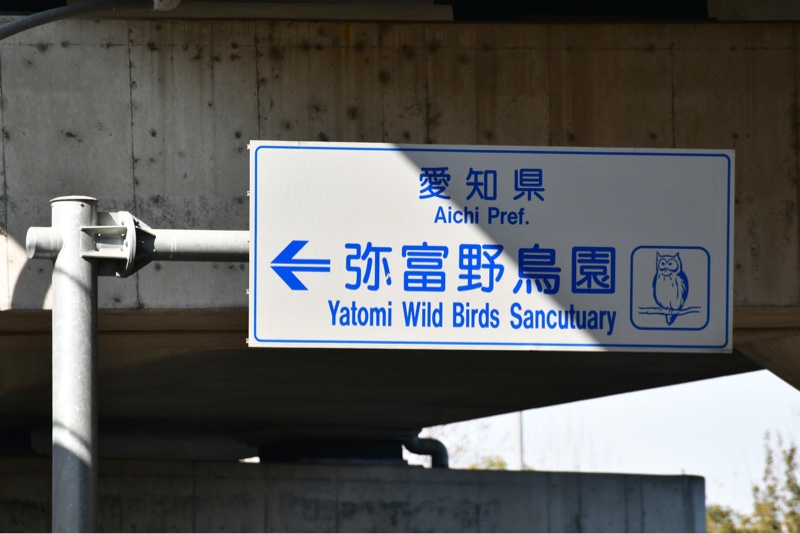 愛知県
Aichi Pref.
弥富野鳥園
Yatomi Wild Birds Sancutuary